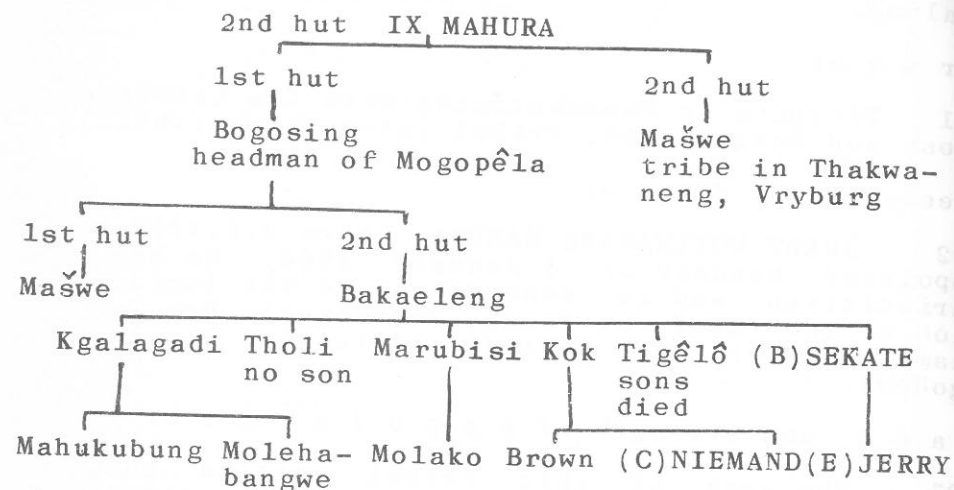 2nd hut IX MAHURA
1st hut
2nd hut
Bogosing
headman of Mogopêla
Mašwe
tribe in Thakwa-
neng, Vryburg
1st hut
2nd hut
Mašwe
Bakaeleng
Kgalagadi Tholi Marubisi Kok Tigêlô (B)SEKATE
no son
sons
died
Mahukubung Moleha- Molako Brown (C)NIEMAND (E)JERRY
bangwe